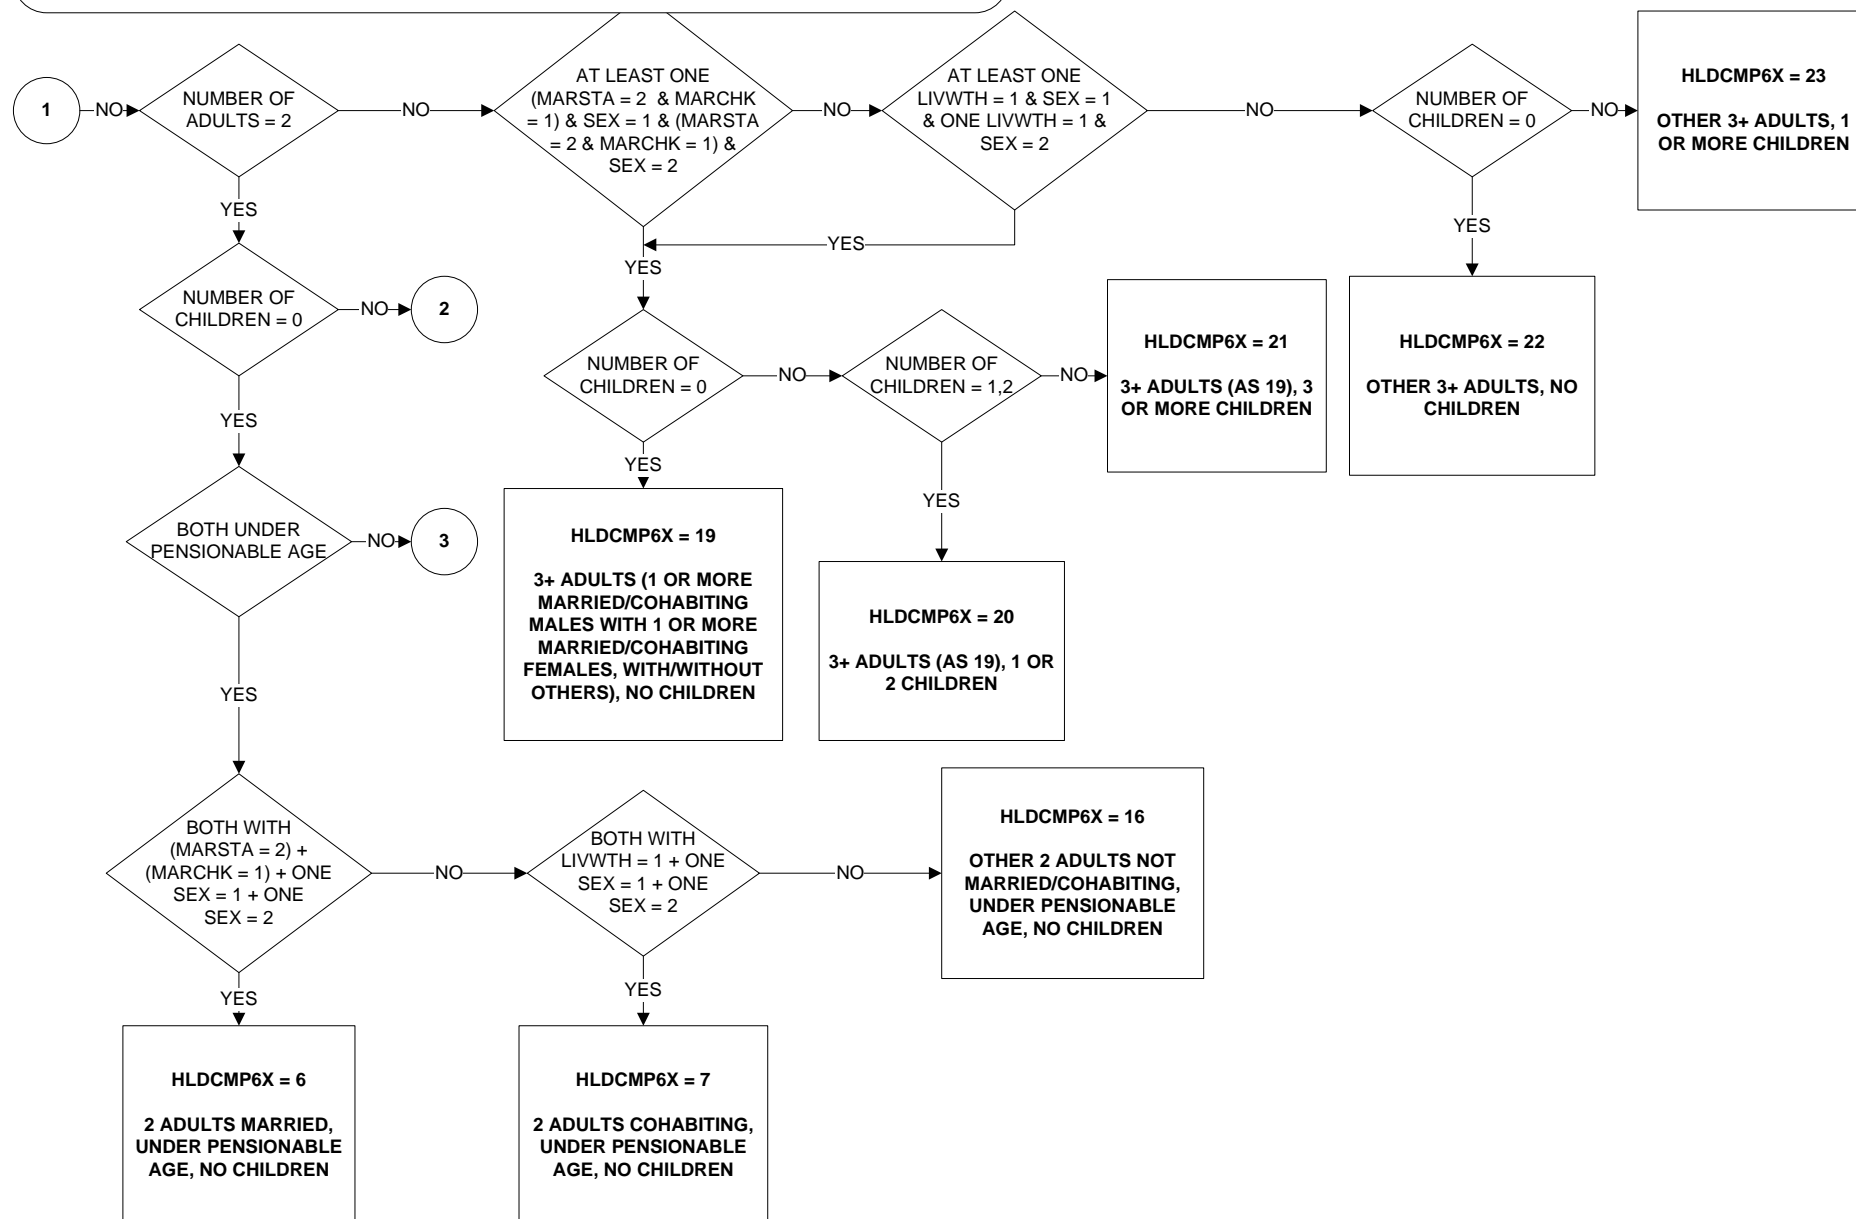 1
NO
NUMBER OF
ADULTS = 2
NO
AT LEAST ONE
(MARSTA = 2 & MARCHK
= 1) & SEX = 1 & (MARSTA
= 2 & MARCHK = 1) &
SEX = 2
NO
AT LEAST ONE
LIVWTH = 1 & SEX = 1
& ONE LIVWTH = 1 &
SEX = 2
NO
NUMBER OF
CHILDREN = 0
NO
HLDCMP6X = 23
OTHER 3+ ADULTS, 1
OR MORE CHILDREN
YES
YES
YES
YES
NUMBER OF
CHILDREN = 0
NO
2
NUMBER OF
CHILDREN = 0
NO
NUMBER OF
CHILDREN = 1,2
NO
HLDCMP6X = 21
3+ ADULTS (AS 19), 3
OR MORE CHILDREN
HLDCMP6X = 22
OTHER 3+ ADULTS, NO
CHILDREN
YES
YES
YES
BOTH UNDER
PENSIONABLE AGE
NO
3
HLDCMP6X = 19
3+ ADULTS (1 OR MORE
MARRIED/COHABITING
MALES WITH 1 OR MORE
MARRIED/COHABITING
FEMALES, WITH/WITHOUT
OTHERS), NO CHILDREN
HLDCMP6X = 20
3+ ADULTS (AS 19), 1 OR
2 CHILDREN
YES
BOTH WITH
(MARSTA = 2) +
(MARCHK = 1) + ONE
SEX = 1 + ONE
SEX = 2
NO
BOTH WITH
LIVWTH = 1 + ONE
SEX = 1 + ONE
SEX = 2
NO
HLDCMP6X = 16
OTHER 2 ADULTS NOT
MARRIED/COHABITING,
UNDER PENSIONABLE
AGE, NO CHILDREN
YES
YES
HLDCMP6X = 6
2 ADULTS MARRIED,
UNDER PENSIONABLE
AGE, NO CHILDREN
HLDCMP6X = 7
2 ADULTS COHABITING,
UNDER PENSIONABLE
AGE, NO CHILDREN